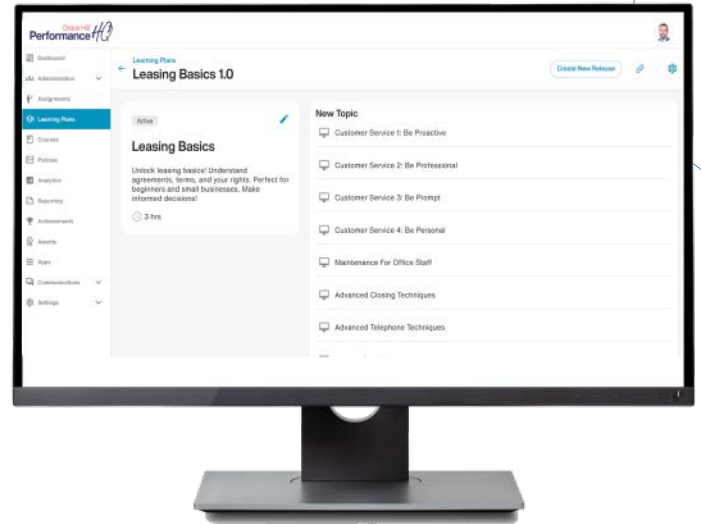 Grace Hill
PerformanceHQ
Dashboard
Administration
Assignments
Learning Plans
Courses
Policies
Analytics
Reporting
Achievements
Awards
Apps
Communications
Settings
Learning Plans
← Leasing Basics 1.0
Create New Release
Active
Leasing Basics
Unlock leasing basics! Understand
agreements, terms, and your rights. Perfect for
beginners and small businesses. Make
informed decisions!
3 hrs
New Topic
Customer Service 1: Be Proactive
Customer Service 2: Be Professional
Customer Service 3: Be Prompt
Customer Service 4: Be Personal
Maintenance For Office Staff
Advanced Closing Techniques
Advanced Telephone Techniques